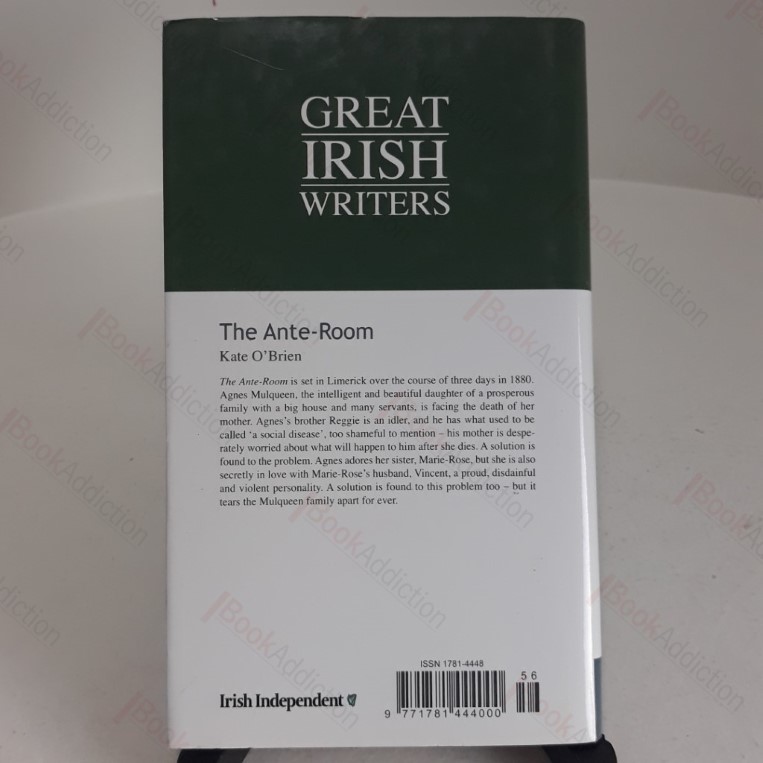 GREAT
IRISH
WRITERS
The Ante-Room
Kate O'Brien
The Ante-Room is set in Limerick over the course of three days in 1880.
Agnes Mulqueen, the intelligent and beautiful daughter of a prosperous
family with a big house and many servants, is facing the death of her
mother. Agnes's brother Reggie is an idler, and he has what used to be
called 'a social disease', too shameful to mention – his mother is despe-
rately worried about what will happen to him after she dies. A solution is
found to the problem. Agnes adores her sister, Marie-Rose, but she is also
secretly in love with Marie-Rose's husband, Vincent, a proud, disdainful
and violent personality. A solution is found to this problem too – but it
tears the Mulqueen family apart for ever.
ISSN 1781-4448
5 6
Irish Independent
9 771781 444000
BookAddiction